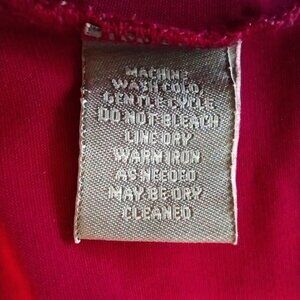 MACHINE
WASH COLD,
GENTLE CYCLE
DO NOT BLEACH
LINE DRY
WARM IRON
AS NEEDED
MAY BE DRY
CLEANED